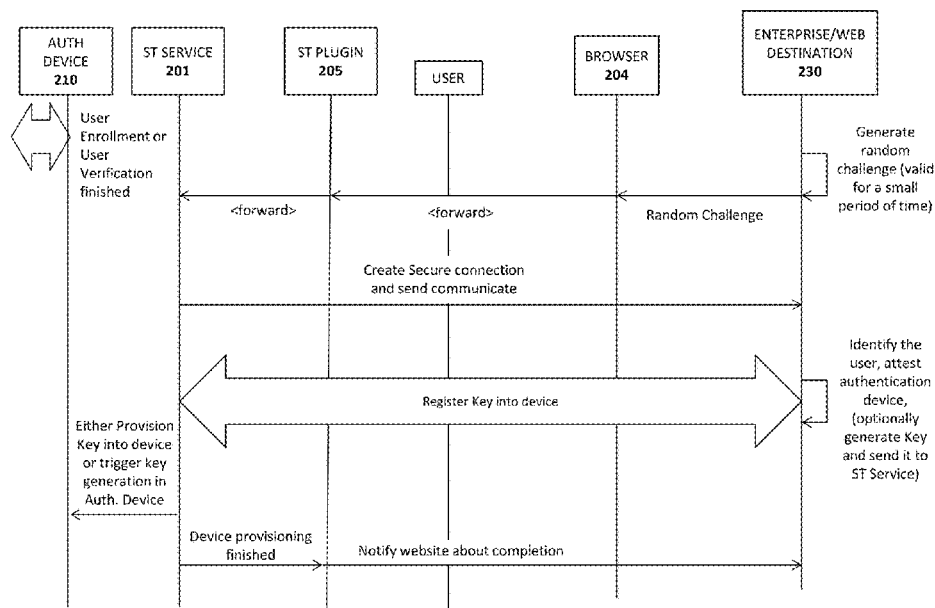 AUTH
DEVICE
210
ST SERVICE
201
ST PLUGIN
205
USER
BROWSER
204
ENTERPRISE/WEB
DESTINATION
230
User
Enrollment or
User
Verification
finished
Generate
random
challenge (valid
for a small
period of time)
<forward>
<forward>
Random Challenge
Create Secure connection
and send communicate
Identify the
user, attest
authentication
device,
(optionally
generate Key
and send it to
ST Service)
Register Key into device
Either Provision
Key into device
or trigger key
generation in
Auth. Device
Device provisioning
finished
Notify website about completion